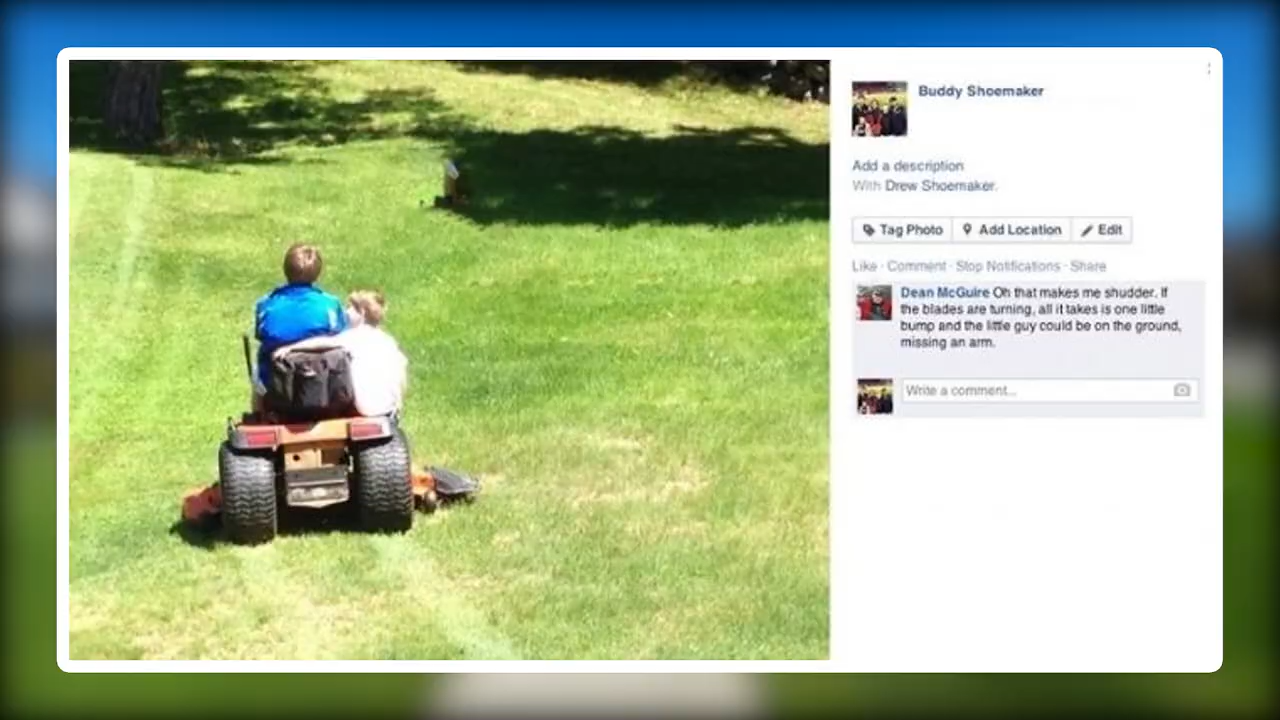 Buddy Shoemaker
Add a description
With Drew Shoemaker.
Tag Photo Add Location Edit
Like · Comment · Stop Notifications · Share
Dean McGuire Oh that makes me shudder. If
the blades are turning, all it takes is one little
bump and the little guy could be on the ground,
missing an arm.
Write a comment...